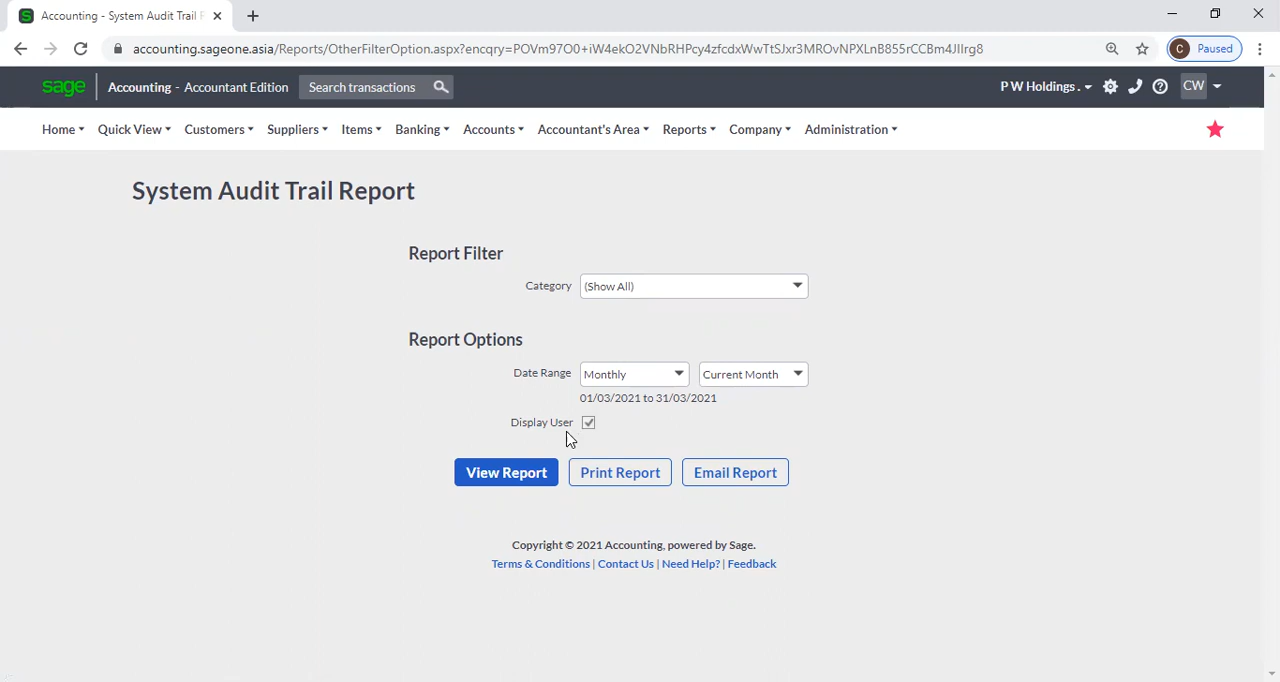 Accounting - System Audit Trail R
accounting.sageone.asia/Reports/OtherFilterOption.aspx?encqry=POVm97O0+iW4ekO2VNbRHPcy4zfcdxWwTtSJxr3MROvNPXLnB855rCCBm4JIIrg8
C Paused
sage Accounting - Accountant Edition Search transactions P W Holdings . CW
Home Quick View Customers Suppliers Items Banking Accounts Accountant's Area Reports Company Administration
System Audit Trail Report
Report Filter
Category (Show All)
Report Options
Date Range Monthly Current Month
01/03/2021 to 31/03/2021
Display User
View Report Print Report Email Report
Copyright © 2021 Accounting, powered by Sage.
Terms & Conditions | Contact Us | Need Help? | Feedback